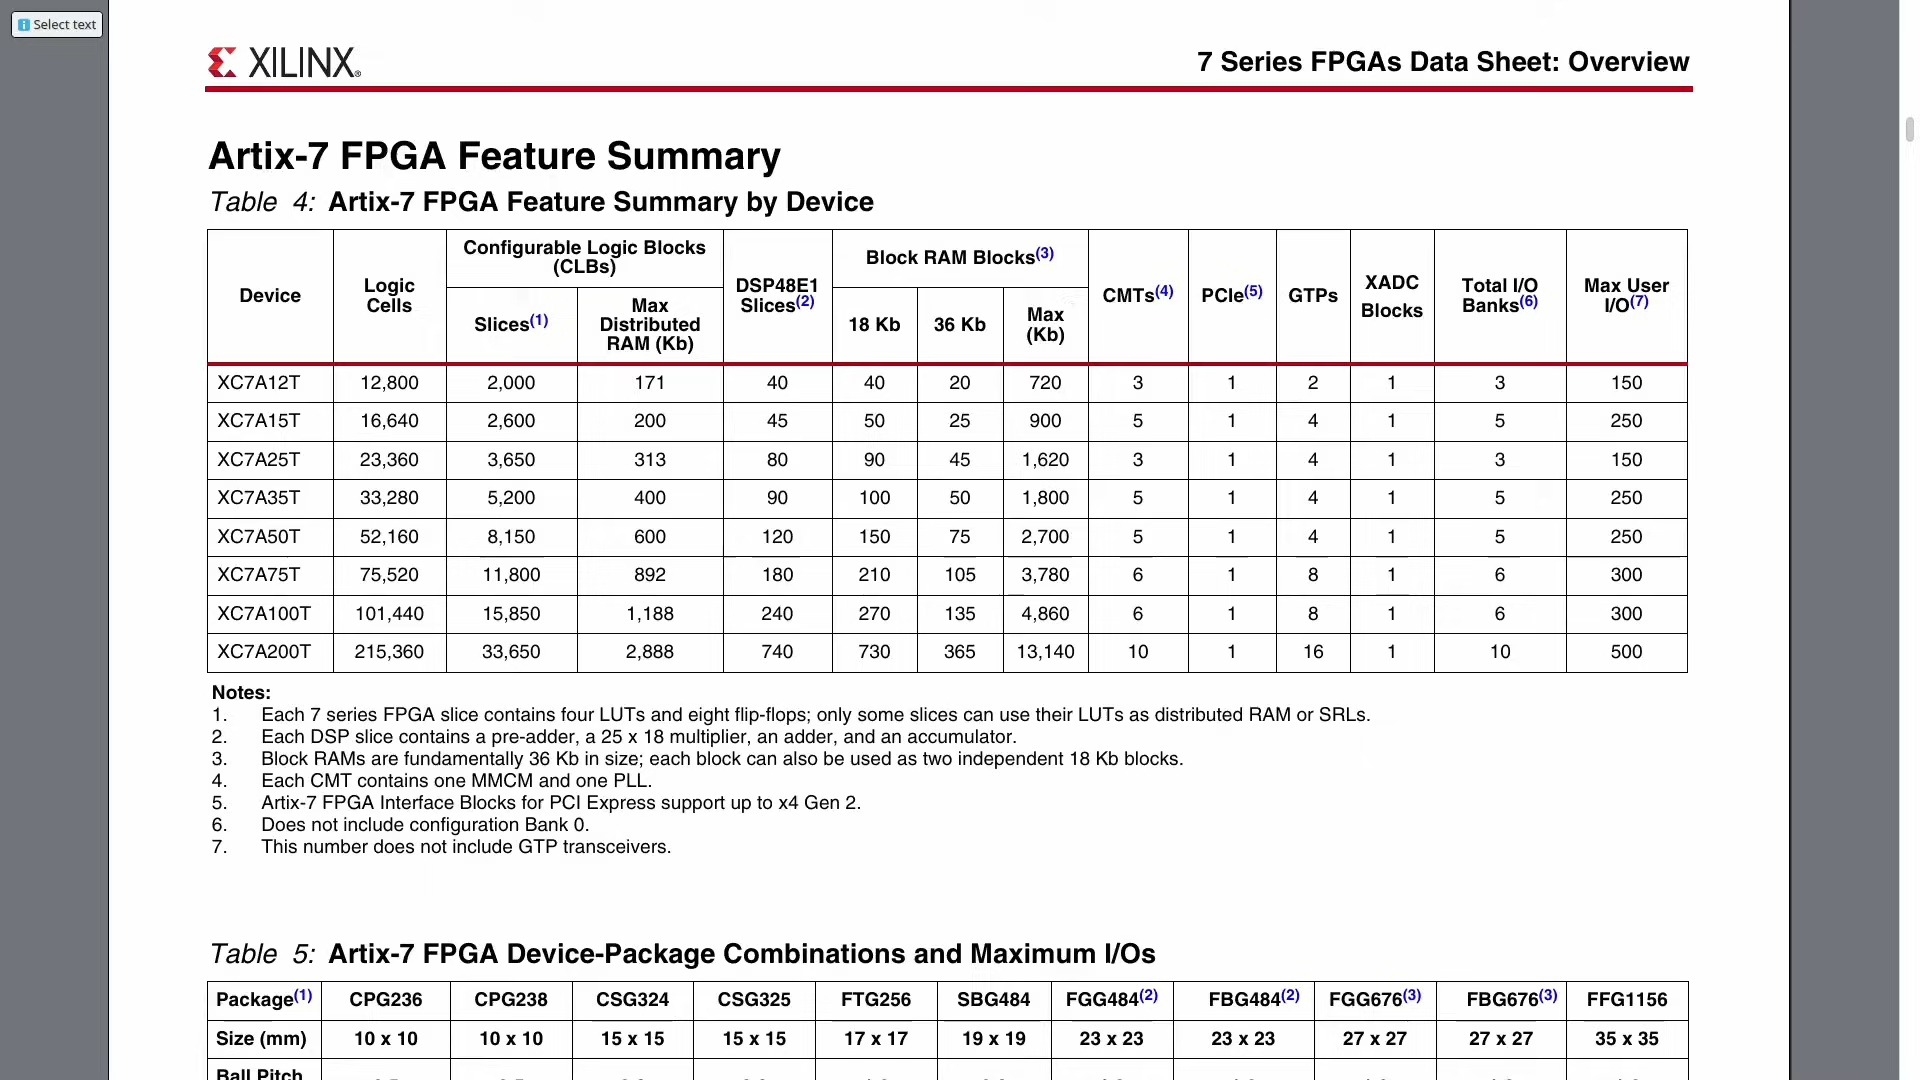 Select text
XILINX®
7 Series FPGAs Data Sheet: Overview
Artix-7 FPGA Feature Summary
Table 4: Artix-7 FPGA Feature Summary by Device
Device Logic Cells Configurable Logic Blocks (CLBs) Slices(1) Max Distributed RAM (Kb) DSP48E1 Slices(2) Block RAM Blocks(3) 18 Kb 36 Kb Max (Kb) CMTs(4) PCIe(5) GTPs XADC Blocks Total I/O Banks(6) Max User I/O(7)
XC7A12T 12,800 2,000 171 40 40 20 720 3 1 2 1 3 150
XC7A15T 16,640 2,600 200 45 50 25 900 5 1 4 1 5 250
XC7A25T 23,360 3,650 313 80 90 45 1,620 3 1 4 1 3 150
XC7A35T 33,280 5,200 400 90 100 50 1,800 5 1 4 1 5 250
XC7A50T 52,160 8,150 600 120 150 75 2,700 5 1 4 1 5 250
XC7A75T 75,520 11,800 892 180 210 105 3,780 6 1 8 1 6 300
XC7A100T 101,440 15,850 1,188 240 270 135 4,860 6 1 8 1 6 300
XC7A200T 215,360 33,650 2,888 740 730 365 13,140 10 1 16 1 10 500
Notes:
1. Each 7 series FPGA slice contains four LUTs and eight flip-flops; only some slices can use their LUTs as distributed RAM or SRLs.
2. Each DSP slice contains a pre-adder, a 25 x 18 multiplier, an adder, and an accumulator.
3. Block RAMs are fundamentally 36 Kb in size; each block can also be used as two independent 18 Kb blocks.
4. Each CMT contains one MMCM and one PLL.
5. Artix-7 FPGA Interface Blocks for PCI Express support up to x4 Gen 2.
6. Does not include configuration Bank 0.
7. This number does not include GTP transceivers.
Table 5: Artix-7 FPGA Device-Package Combinations and Maximum I/Os
Package(1) CPG236 CPG238 CSG324 CSG325 FTG256 SBG484 FGG484(2) FBG484(2) FGG676(3) FBG676(3) FFG1156
Size (mm) 10 x 10 10 x 10 15 x 15 15 x 15 17 x 17 19 x 19 23 x 23 23 x 23 27 x 27 27 x 27 35 x 35
Ball Pitch